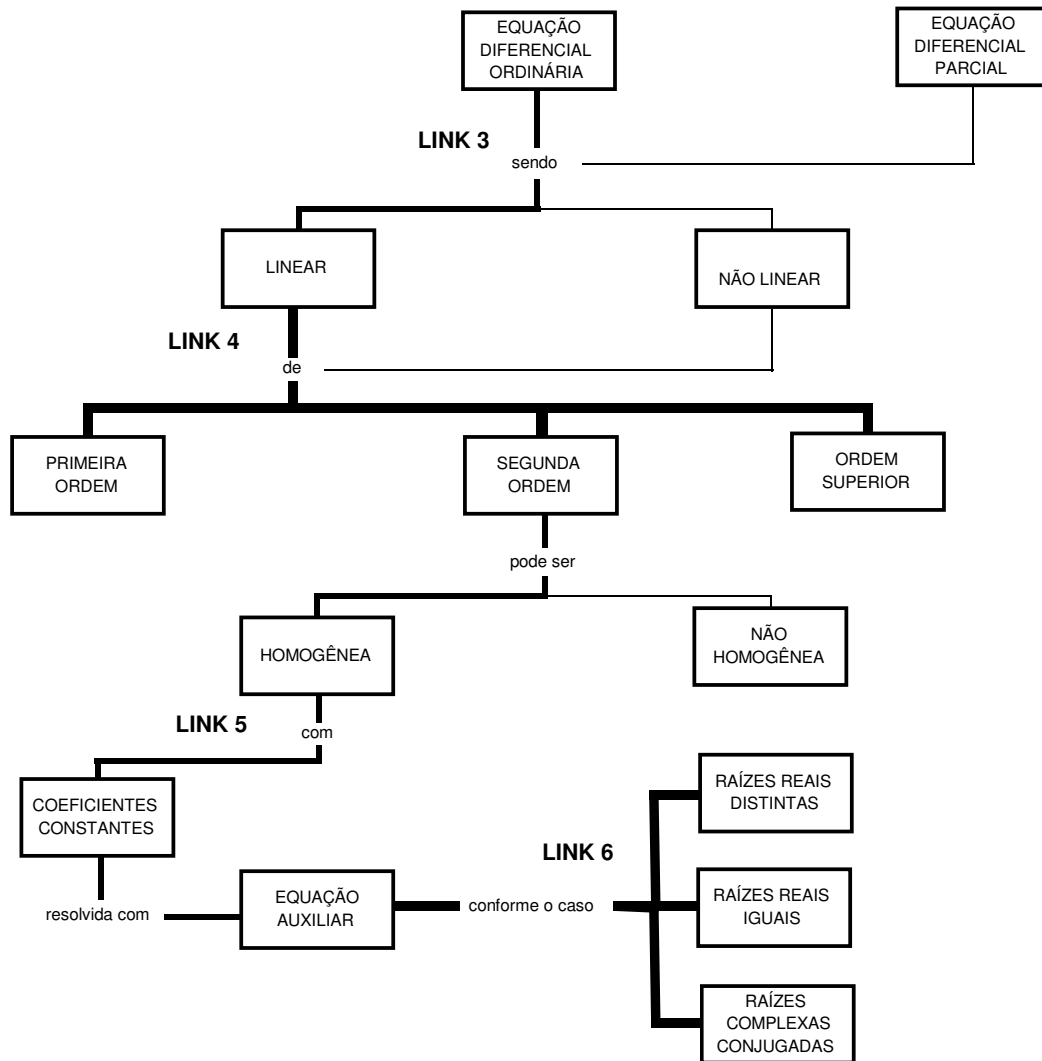 EQUAÇÃO
DIFERENCIAL
ORDINÁRIA
EQUAÇÃO
DIFERENCIAL
PARCIAL
LINK 3
sendo
LINEAR
NÃO LINEAR
LINK 4
de
PRIMEIRA
ORDEM
SEGUNDA
ORDEM
ORDEM
SUPERIOR
pode ser
HOMOGÊNEA
NÃO
HOMOGÊNEA
LINK 5
com
COEFICIENTES
CONSTANTES
resolvida com
EQUAÇÃO
AUXILIAR
LINK 6
conforme o caso
RAÍZES REAIS
DISTINTAS
RAÍZES REAIS
IGUAIS
RAÍZES
COMPLEXAS
CONJUGADAS